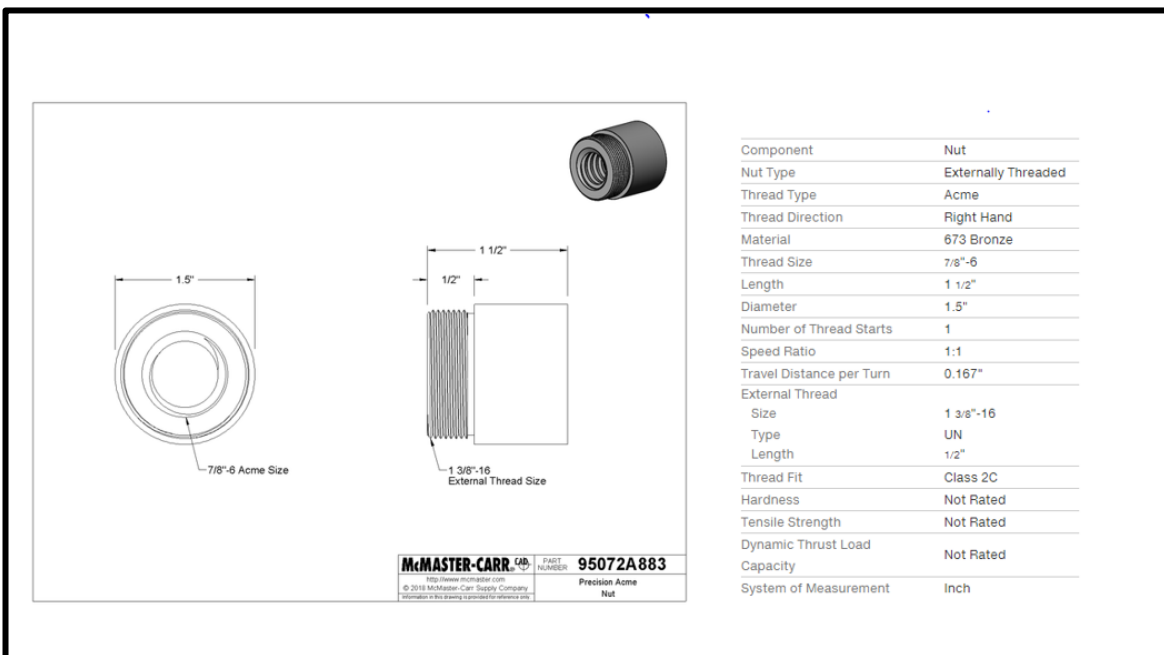 1 1/2"
1.5"
1/2"
7/8"-6 Acme Size
1 3/8"-16
External Thread Size
McMASTER-CARR® CAD
http://www.mcmaster.com
© 2018 McMaster-Carr Supply Company
Information in this drawing is provided for reference only.
PART NUMBER
95072A883
Precision Acme
Nut
Component Nut
Nut Type Externally Threaded
Thread Type Acme
Thread Direction Right Hand
Material 673 Bronze
Thread Size 7/8"-6
Length 1 1/2"
Diameter 1.5"
Number of Thread Starts 1
Speed Ratio 1:1
Travel Distance per Turn 0.167"
External Thread
Size 1 3/8"-16
Type UN
Length 1/2"
Thread Fit Class 2C
Hardness Not Rated
Tensile Strength Not Rated
Dynamic Thrust Load
Capacity Not Rated
System of Measurement Inch